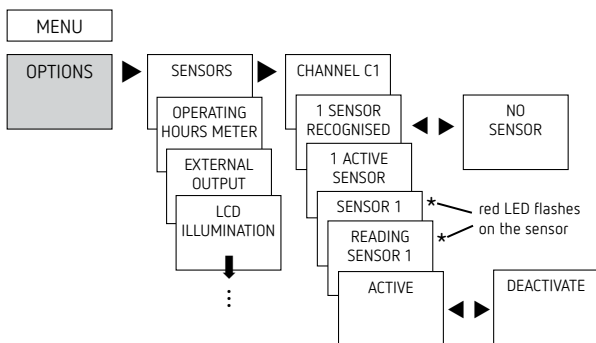 MENU
OPTIONS
SENSORS
OPERATING
HOURS METER
EXTERNAL
OUTPUT
LCD
ILLUMINATION
⋮
CHANNEL C1
1 SENSOR
RECOGNISED
NO
SENSOR
1 ACTIVE
SENSOR
SENSOR 1 *
red LED flashes
on the sensor
READING *
SENSOR 1
ACTIVE
DEACTIVATE